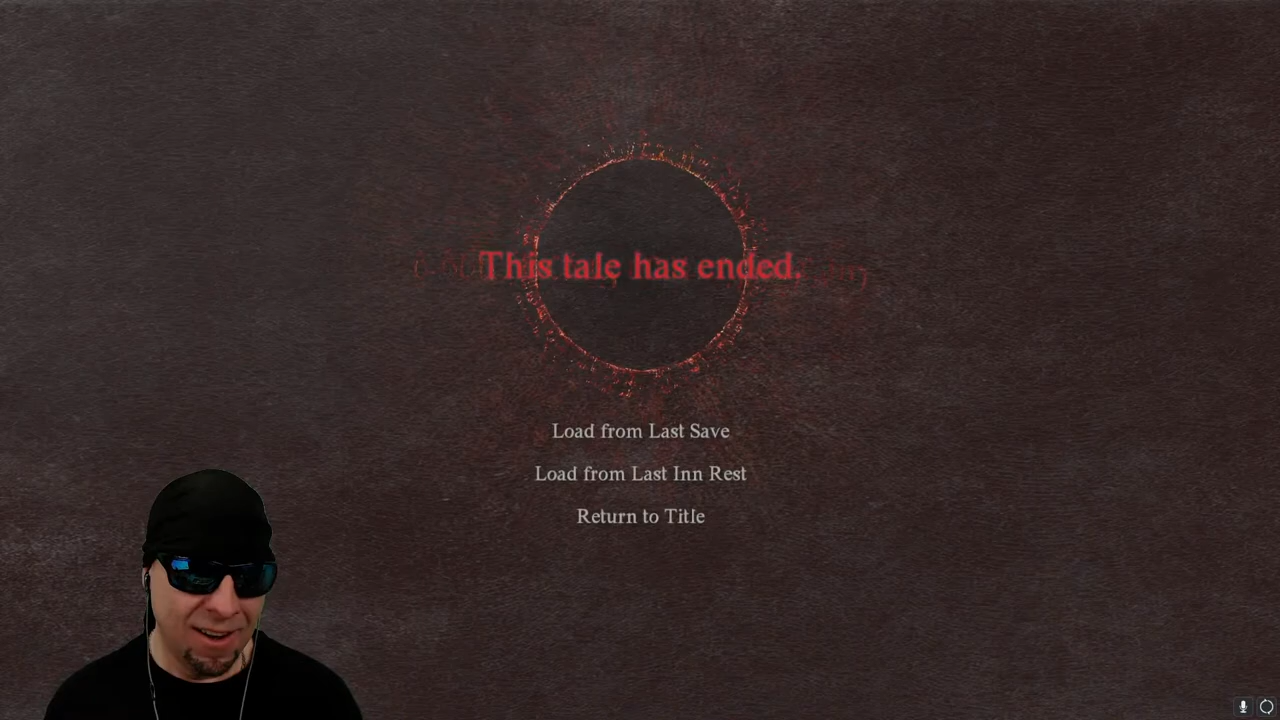 This tale has ended.
Load from Last Save
Load from Last Inn Rest
Return to Title